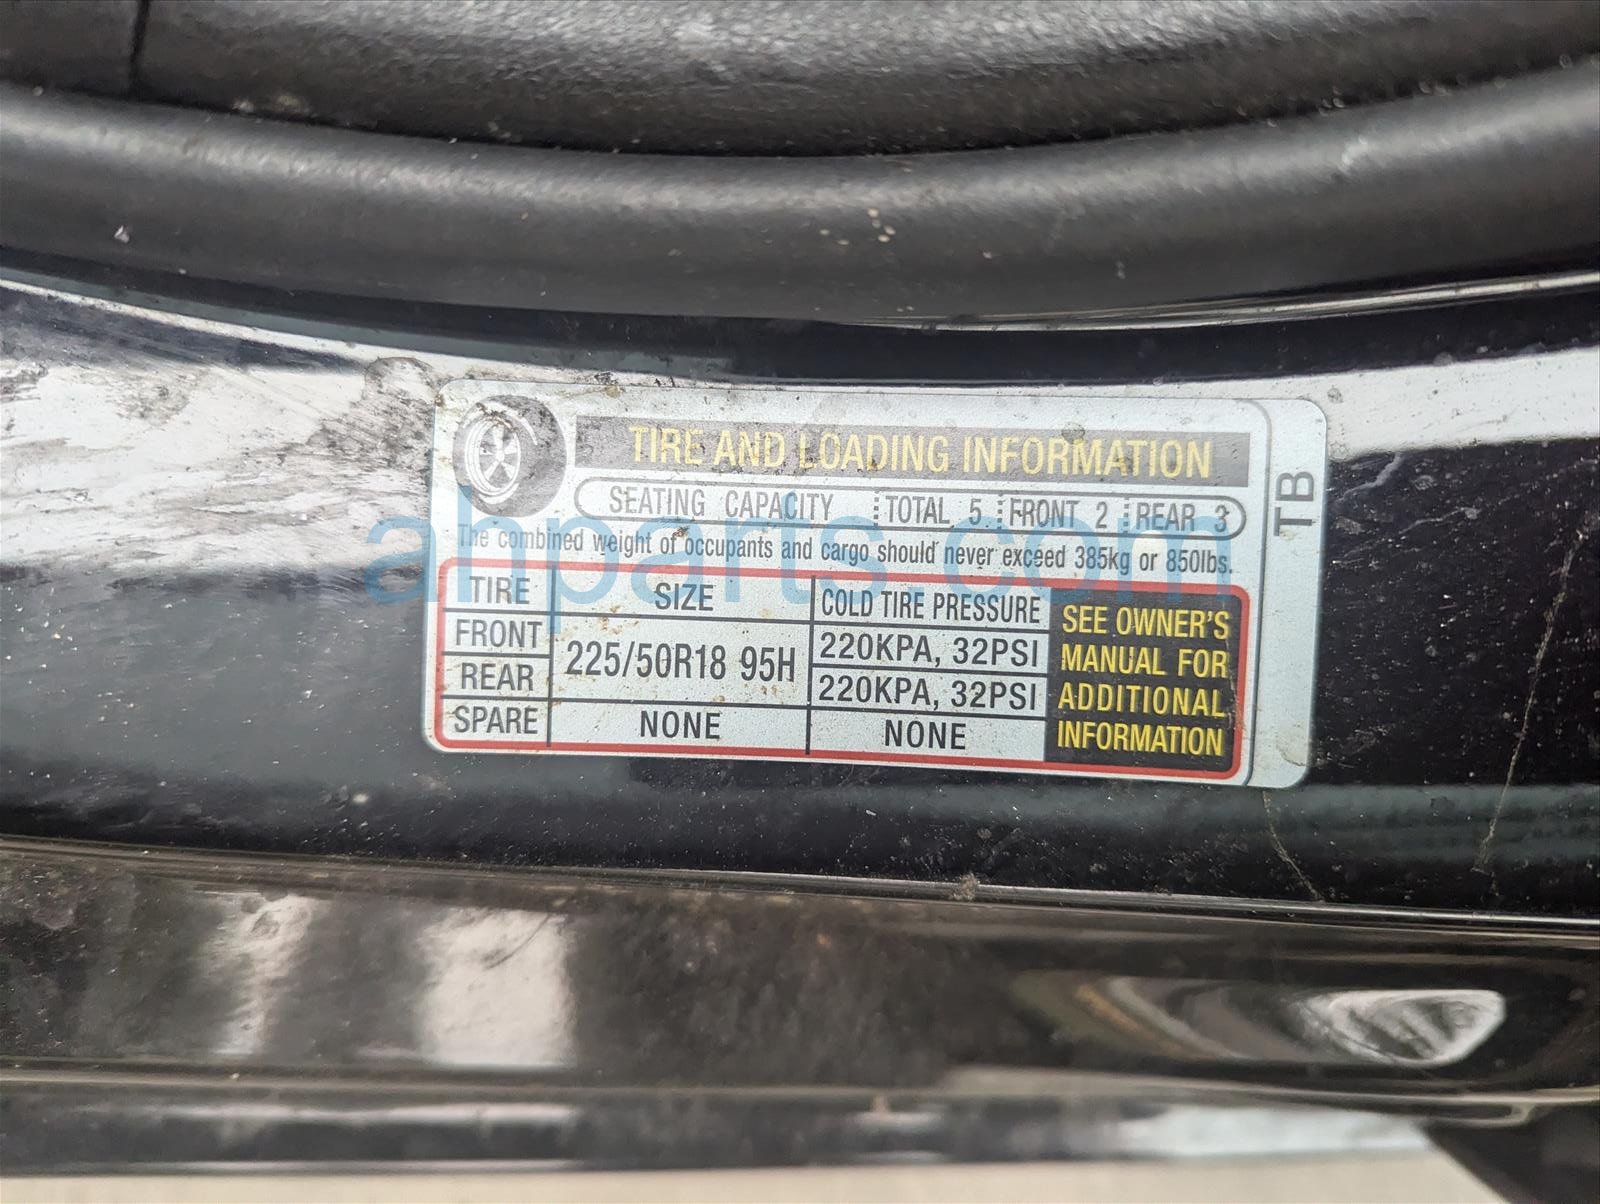 TIRE AND LOADING INFORMATION
SEATING CAPACITY TOTAL 5 FRONT 2 REAR 3
The combined weight of occupants and cargo should never exceed 385kg or 850lbs.
TIRE SIZE COLD TIRE PRESSURE
FRONT 225/50R18 95H 220KPA, 32PSI
REAR 220KPA, 32PSI
SPARE NONE NONE
SEE OWNER'S
MANUAL FOR
ADDITIONAL
INFORMATION
TB
ahparts.com